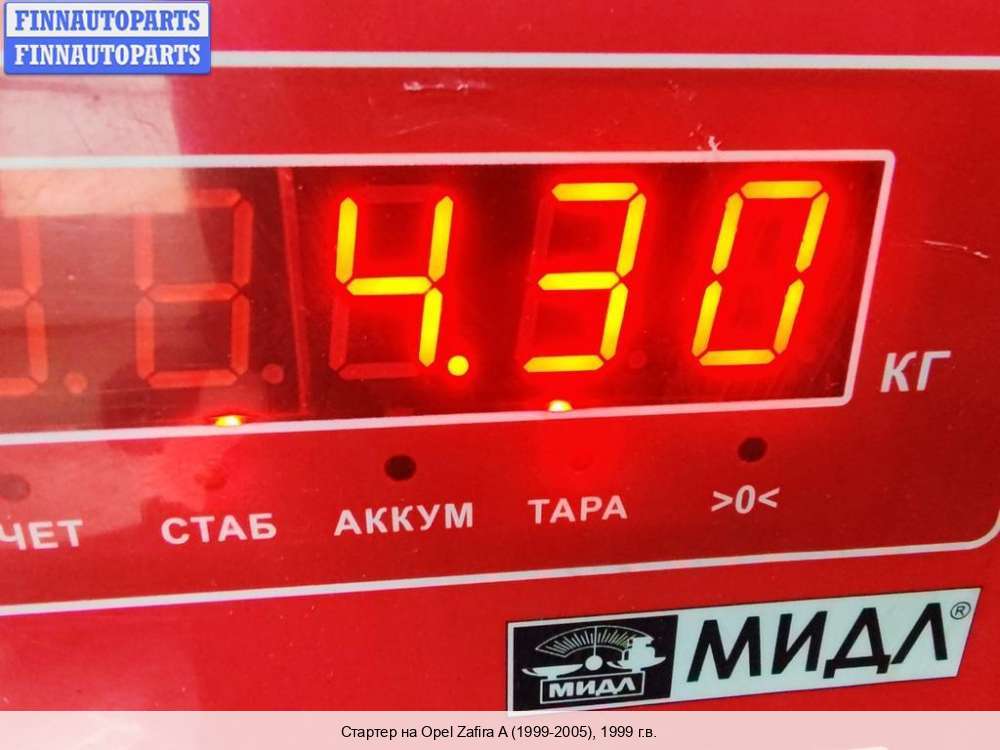 FINNAUTOPARTS
FINNAUTOPARTS
4.30
КГ
ЧЕТ СТАБ АККУМ ТАРА >0<
МИДЛ МИДЛ®
Стартер на Opel Zafira A (1999-2005), 1999 г.в.